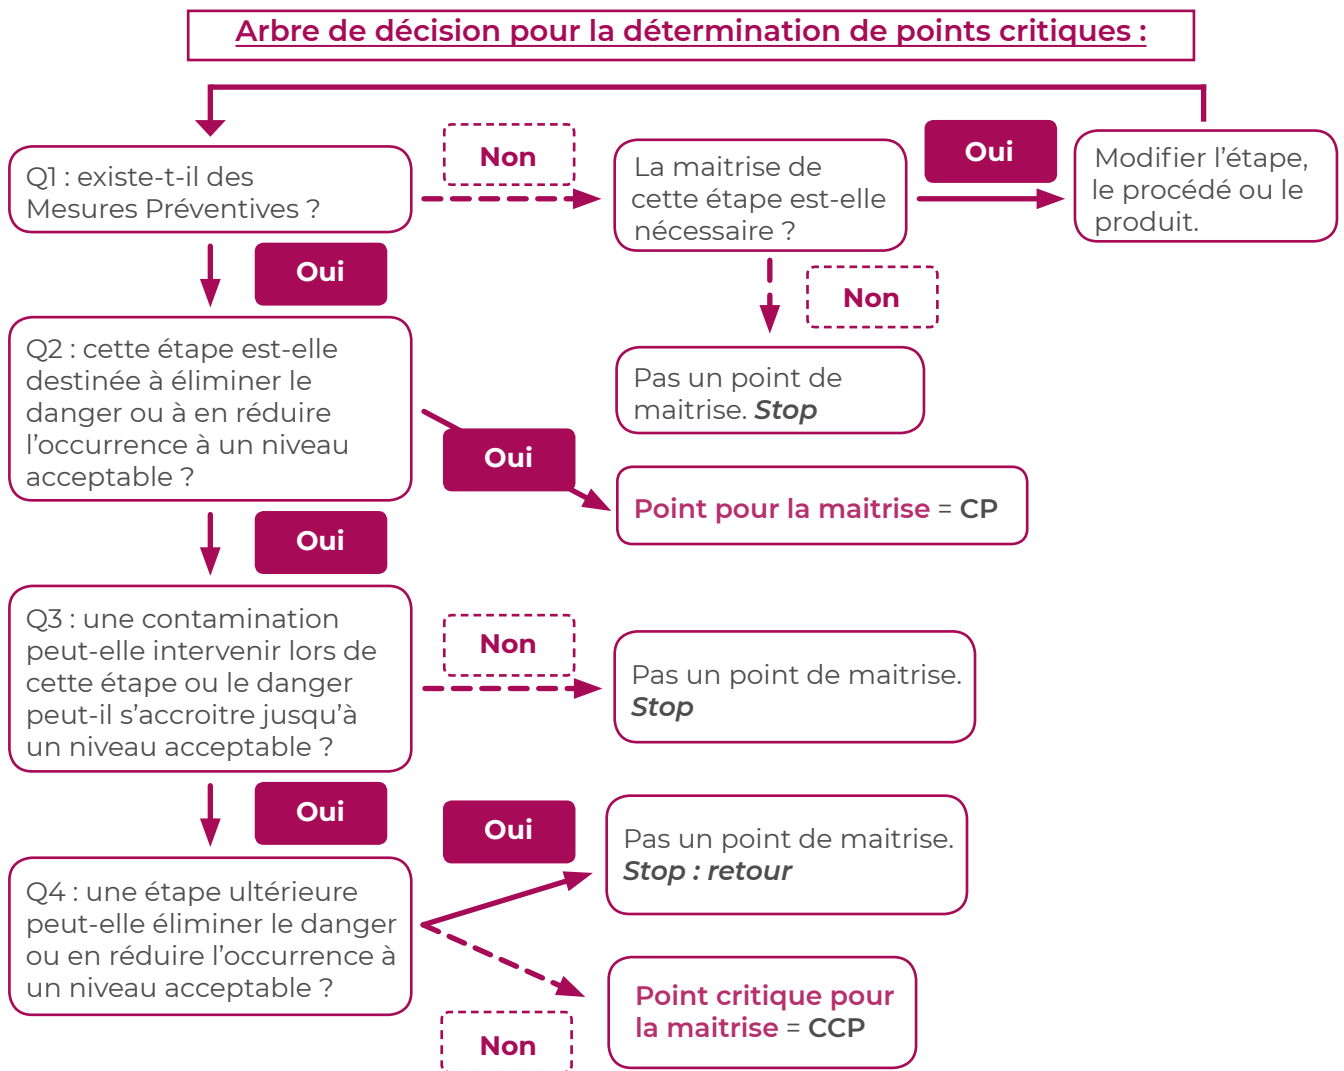 Arbre de décision pour la détermination de points critiques :
Q1 : existe-t-il des
Mesures Préventives ?
Non
La maitrise de
cette étape est-elle
nécessaire ?
Oui
Modifier l’étape,
le procédé ou le
produit.
Oui
Non
Pas un point de
maitrise. Stop
Q2 : cette étape est-elle
destinée à éliminer le
danger ou à en réduire
l’occurrence à un niveau
acceptable ?
Oui
Point pour la maitrise = CP
Oui
Q3 : une contamination
peut-elle intervenir lors de
cette étape ou le danger
peut-il s’accroitre jusqu’à
un niveau acceptable ?
Non
Pas un point de maitrise.
Stop
Oui
Q4 : une étape ultérieure
peut-elle éliminer le danger
ou en réduire l’occurrence à
un niveau acceptable ?
Oui
Pas un point de maitrise.
Stop : retour
Non
Point critique pour
la maitrise = CCP